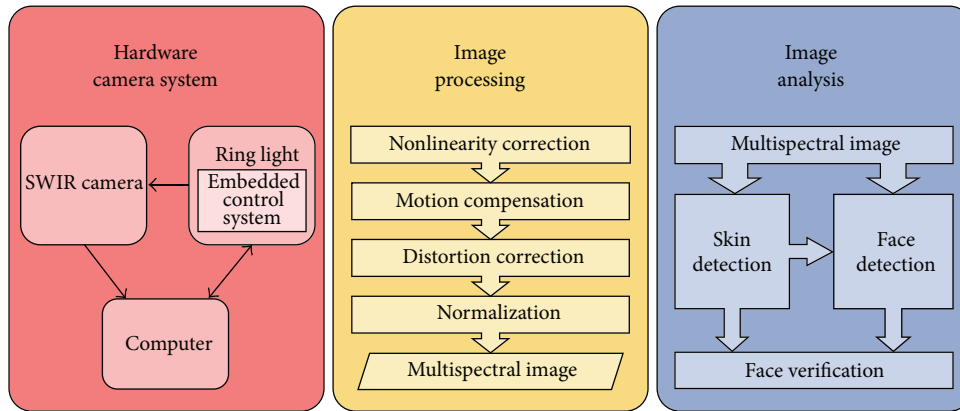 Hardware
camera system
SWIR camera
Ring light
Embedded
control
system
Computer
Image
processing
Nonlinearity correction
Motion compensation
Distortion correction
Normalization
Multispectral image
Image
analysis
Multispectral image
Skin
detection
Face
detection
Face verification